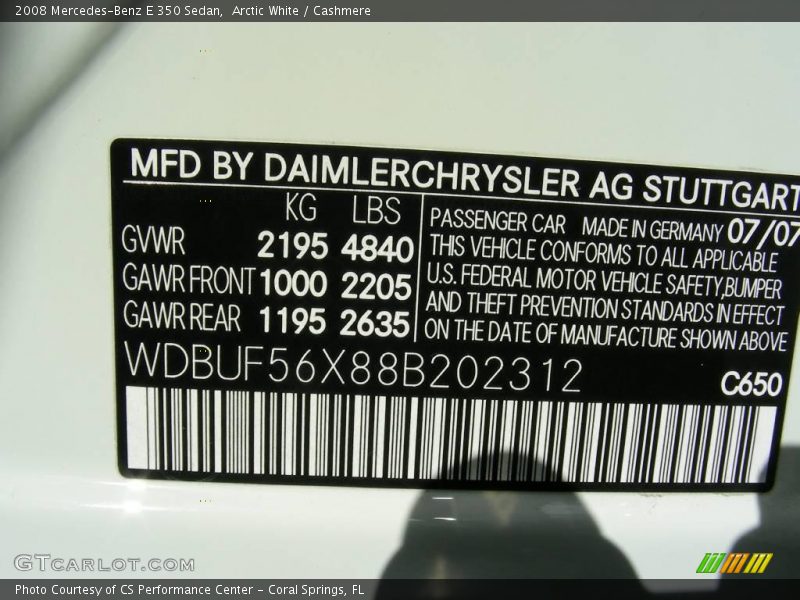 2008 Mercedes-Benz E 350 Sedan,  Arctic White / Cashmere
MFD BY DAIMLERCHRYSLER AG STUTTGART
KG LBS
GVWR 2195 4840
GAWR FRONT 1000 2205
GAWR REAR 1195 2635
PASSENGER CAR MADE IN GERMANY 07/07
THIS VEHICLE CONFORMS TO ALL APPLICABLE
U.S. FEDERAL MOTOR VEHICLE SAFETY,BUMPER
AND THEFT PREVENTION STANDARDS IN EFFECT
ON THE DATE OF MANUFACTURE SHOWN ABOVE
WDBUF56X88B202312
C650
GTCARLOT.COM
Photo Courtesy of CS Performance Center - Coral Springs, FL